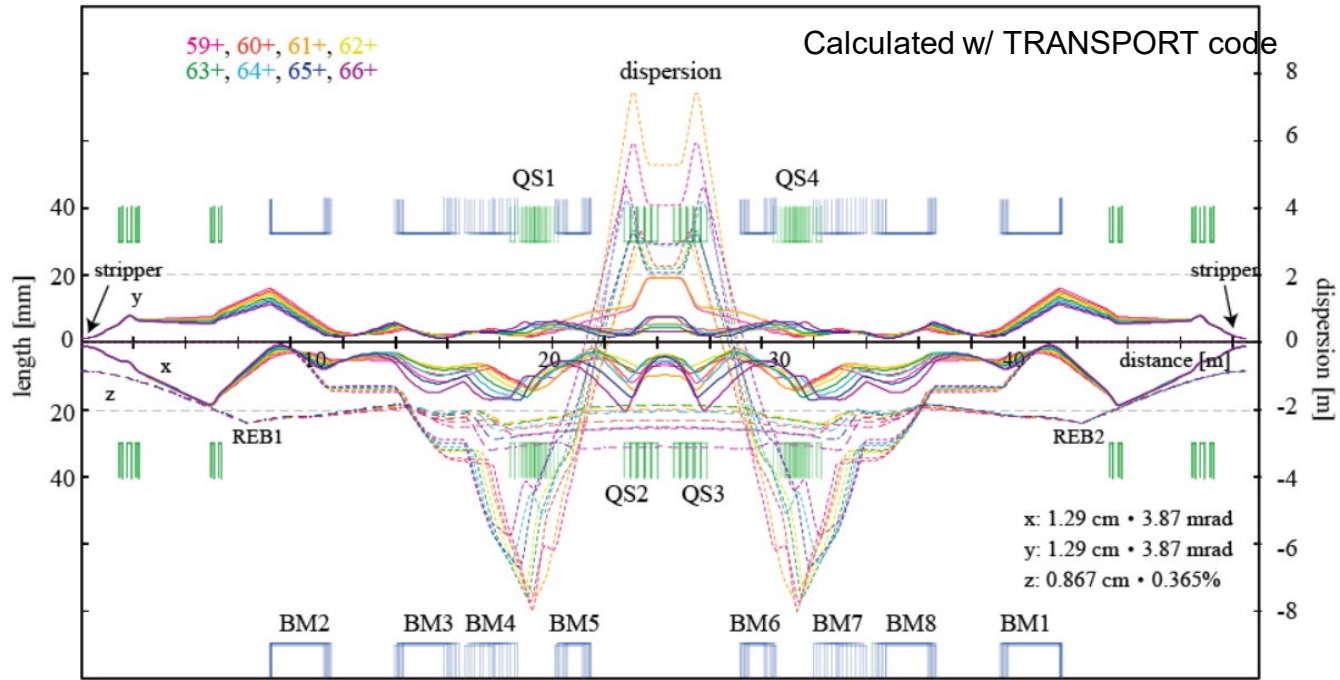 Calculated w/ TRANSPORT code
59+, 60+, 61+, 62+
63+, 64+, 65+, 66+
dispersion
8
6
4
2
0
-2
-4
-6
-8
dispersion [m]
QS1
QS4
40
20
0
20
40
length [mm]
stripper
stripper
y
x
z
10
20
30
40
distance [m]
REB1
REB2
QS2
QS3
x: 1.29 cm • 3.87 mrad
y: 1.29 cm • 3.87 mrad
z: 0.867 cm • 0.365%
BM2
BM3
BM4
BM5
BM6
BM7
BM8
BM1